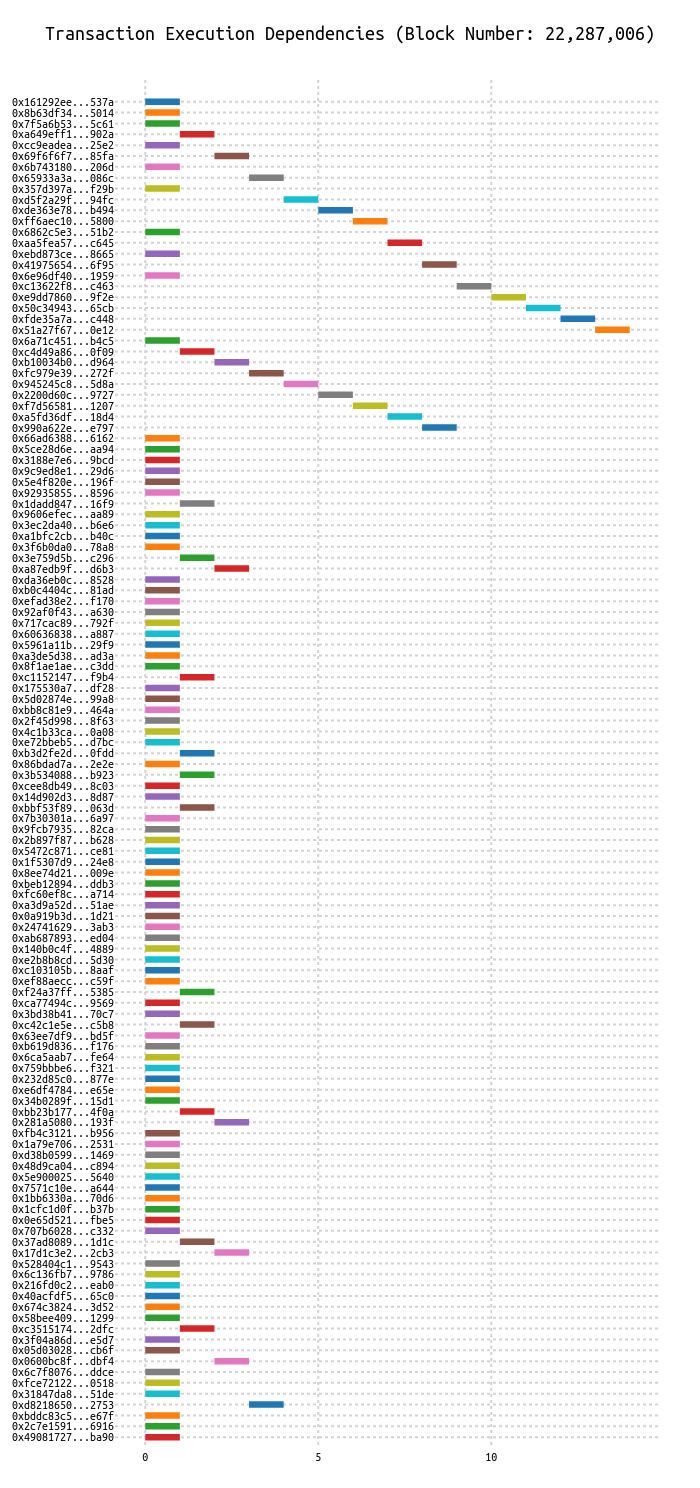 Transaction Execution Dependencies (Block Number: 22,287,006)
0x161292ee...537a
0x8b63df34...5014
0x7f5a6b53...5c61
0xa649eff1...902a
0xcc9eadea...25e2
0x69f6f6f7...85fa
0x6b743180...206d
0x65933a3a...086c
0x357d397a...f29b
0xd5f2a29f...94fc
0xde363e78...b494
0xff6aec10...5800
0x6862c5e3...51b2
0xaa5fea57...c645
0xebd873ce...8665
0x41975654...6f95
0x6e96df40...1959
0xc13622f8...c463
0xe9dd7860...9f2e
0x50c34943...65cb
0xfde35a7a...c448
0x51a27f67...0e12
0x6a71c451...b4c5
0xc4d49a86...0f09
0xb10034b0...d964
0xfc979e39...272f
0x945245c8...5d8a
0x2200d60c...9727
0xf7d56581...1207
0xa5fd36df...18d4
0x990a622e...e797
0x66ad6388...6162
0x5ce28d6e...aa94
0x3188e7e6...9bcd
0x9c9ed8e1...29d6
0x5e4f820e...196f
0x92935855...8596
0x1dadd847...16f9
0x9606efec...aa89
0x3ec2da40...b6e6
0xa1bfc2cb...b40c
0x3f6b0da0...78a8
0x3e759d5b...c296
0xa87edb9f...d6b3
0xda36eb0c...8528
0xb0c4404c...81ad
0xefad38e2...f170
0x92af0f43...a630
0x717cac89...792f
0x60636838...a887
0x5961a11b...29f9
0xa3de5d38...ad3a
0x8f1ae1ae...c3dd
0xc1152147...f9b4
0x175530a7...df28
0x5d02874e...99a8
0xbb8c81e9...464a
0x2f45d998...8f63
0x4c1b33ca...0a08
0xe72bbeb5...d7bc
0xb3d2fe2d...0fdd
0x86bdad7a...2e2e
0x3b534088...b923
0xcee8db49...8c03
0x14d902d3...8d87
0xbbf53f89...063d
0x7b30301a...6a97
0x9fcb7935...82ca
0x2b897f87...b628
0x5472c871...ce81
0x1f5307d9...24e8
0x8ee74d21...009e
0xbeb12894...ddb3
0xfc60ef8c...a714
0xa3d9a52d...51ae
0x0a919b3d...1d21
0x24741629...3ab3
0xab687893...ed04
0x140b0c4f...4889
0xe2b8b8cd...5d30
0xc103105b...8aaf
0xef88aecc...c59f
0xf24a37ff...5385
0xca77494c...9569
0x3bd38b41...70c7
0xc42c1e5e...c5b8
0x63ee7df9...bd5f
0xb619d836...f176
0x6ca5aab7...fe64
0x759bbbe6...f321
0x232d85c0...877e
0xe6df4784...e65e
0x34b0289f...15d1
0xbb23b177...4f0a
0x281a5080...193f
0xfb4c3121...b956
0x1a79e706...2531
0xd38b0599...1469
0x48d9ca04...c894
0x5e900025...5640
0x7571c10e...a644
0x1bb6330a...70d6
0x1cfc1d0f...b37b
0x0e65d521...fbe5
0x707b6028...c332
0x37ad8089...1d1c
0x17d1c3e2...2cb3
0x528404c1...9543
0x6c136fb7...9786
0x216fd0c2...eab0
0x40acfdf5...65c0
0x674c3824...3d52
0x58bee409...1299
0xc3515174...2dfc
0x3f04a86d...e5d7
0x05d03028...cb6f
0x0600bc8f...dbf4
0x6c7f8076...ddce
0xfce72122...0518
0x31847da8...51de
0xd8218650...2753
0xbddc83c5...e67f
0x2c7e1591...6916
0x49081727...ba90
0 5 10